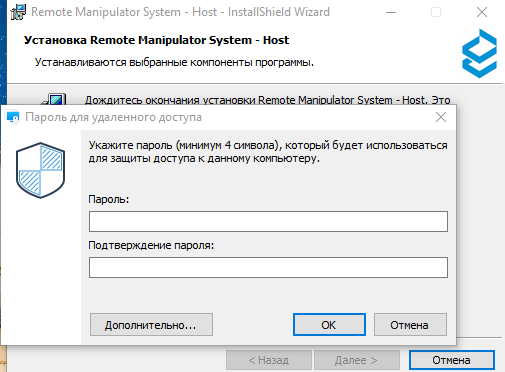 Remote Manipulator System - Host - InstallShield Wizard
Установка Remote Manipulator System - Host
Устанавливаются выбранные компоненты программы.
Дождитесь окончания установки Remote Manipulator System - Host. Это
Пароль для удаленного доступа
Укажите пароль (минимум 4 символа), который будет использоваться
для защиты доступа к данному компьютеру.
Пароль:
Подтверждение пароля:
Дополнительно...
OK
Отмена
< Назад
Далее >
Отмена